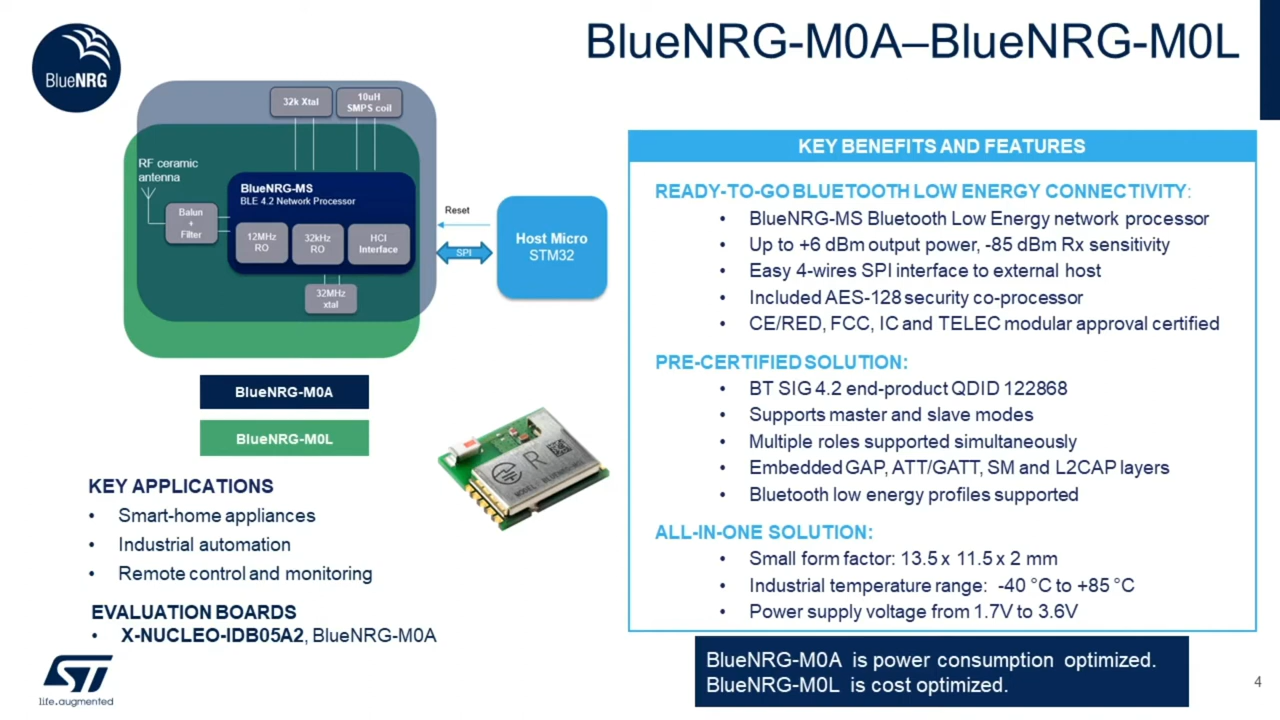 BlueNRG-M0A–BlueNRG-M0L
BlueNRG
32k Xtal
10uH
SMPS coil
RF ceramic
antenna
BlueNRG-MS
BLE 4.2 Network Processor
Balun
+
Filter
12MHz
RO
32kHz
RO
HCI
Interface
32MHz
xtal
Reset
SPI
Host Micro
STM32
BlueNRG-M0A
BlueNRG-M0L
KEY APPLICATIONS
• Smart-home appliances
• Industrial automation
• Remote control and monitoring
EVALUATION BOARDS
• X-NUCLEO-IDB05A2, BlueNRG-M0A
R
KEY BENEFITS AND FEATURES
READY-TO-GO BLUETOOTH LOW ENERGY CONNECTIVITY:
• BlueNRG-MS Bluetooth Low Energy network processor
• Up to +6 dBm output power, -85 dBm Rx sensitivity
• Easy 4-wires SPI interface to external host
• Included AES-128 security co-processor
• CE/RED, FCC, IC and TELEC modular approval certified
PRE-CERTIFIED SOLUTION:
• BT SIG 4.2 end-product QDID 122868
• Supports master and slave modes
• Multiple roles supported simultaneously
• Embedded GAP, ATT/GATT, SM and L2CAP layers
• Bluetooth low energy profiles supported
ALL-IN-ONE SOLUTION:
• Small form factor: 13.5 x 11.5 x 2 mm
• Industrial temperature range: -40 °C to +85 °C
• Power supply voltage from 1.7V to 3.6V
BlueNRG-M0A is power consumption optimized.
BlueNRG-M0L is cost optimized.
ST
life.augmented
4